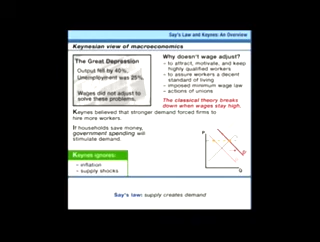 Say's Law and Keynes: An Overview
Keynesian view of macroeconomics
The Great Depression
Output fell by 40%,
Unemployment was 25%.
Wages did not adjust to
solve these problems.
Why doesn't wage adjust?
- to attract, motivate, and keep
highly qualified workers
- to assure workers a decent
standard of living
- imposed minimum wage law
- actions of unions
The classical theory breaks
down when wages stay high.
Keynes believed that stronger demand forced firms to
hire more workers.
If households save money,
government spending will
stimulate demand.
Keynes ignores:
- inflation
- supply shocks
P
Q
Say's law: supply creates demand